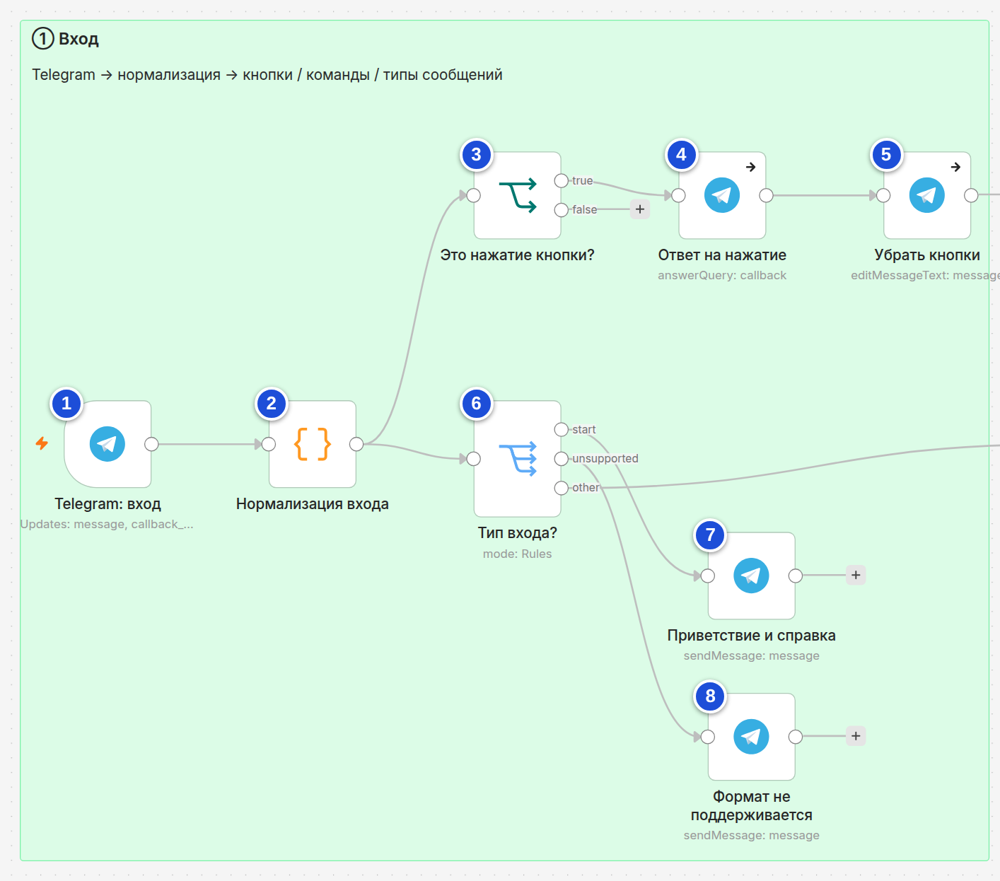 1 Вход
Telegram → нормализация → кнопки / команды / типы сообщений
3
true
false
Это нажатие кнопки?
4
Ответ на нажатие
answerQuery: callback
5
Убрать кнопки
editMessageText: message
1
Telegram: вход
Updates: message, callback_...
2
Нормализация входа
6
start
unsupported
other
Тип входа?
mode: Rules
7
Приветствие и справка
sendMessage: message
8
Формат не
поддерживается
sendMessage: message